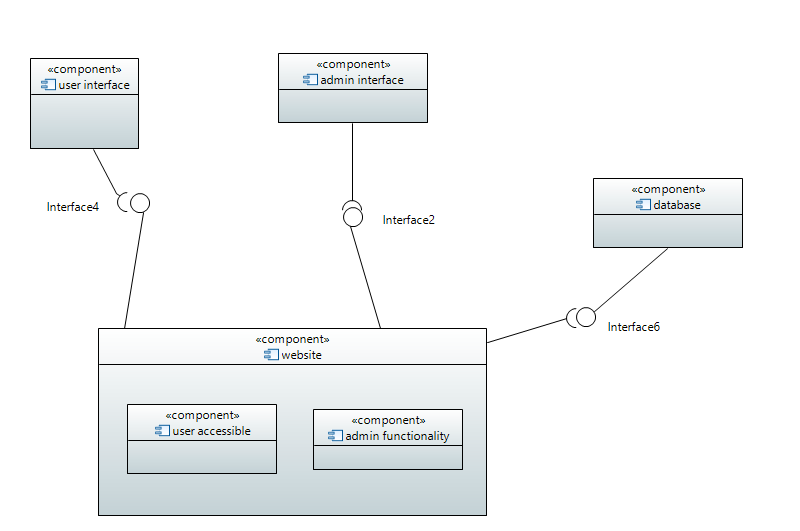 «component»
user interface
«component»
admin interface
«component»
database
Interface4
Interface2
Interface6
«component»
website
«component»
user accessible
«component»
admin functionality